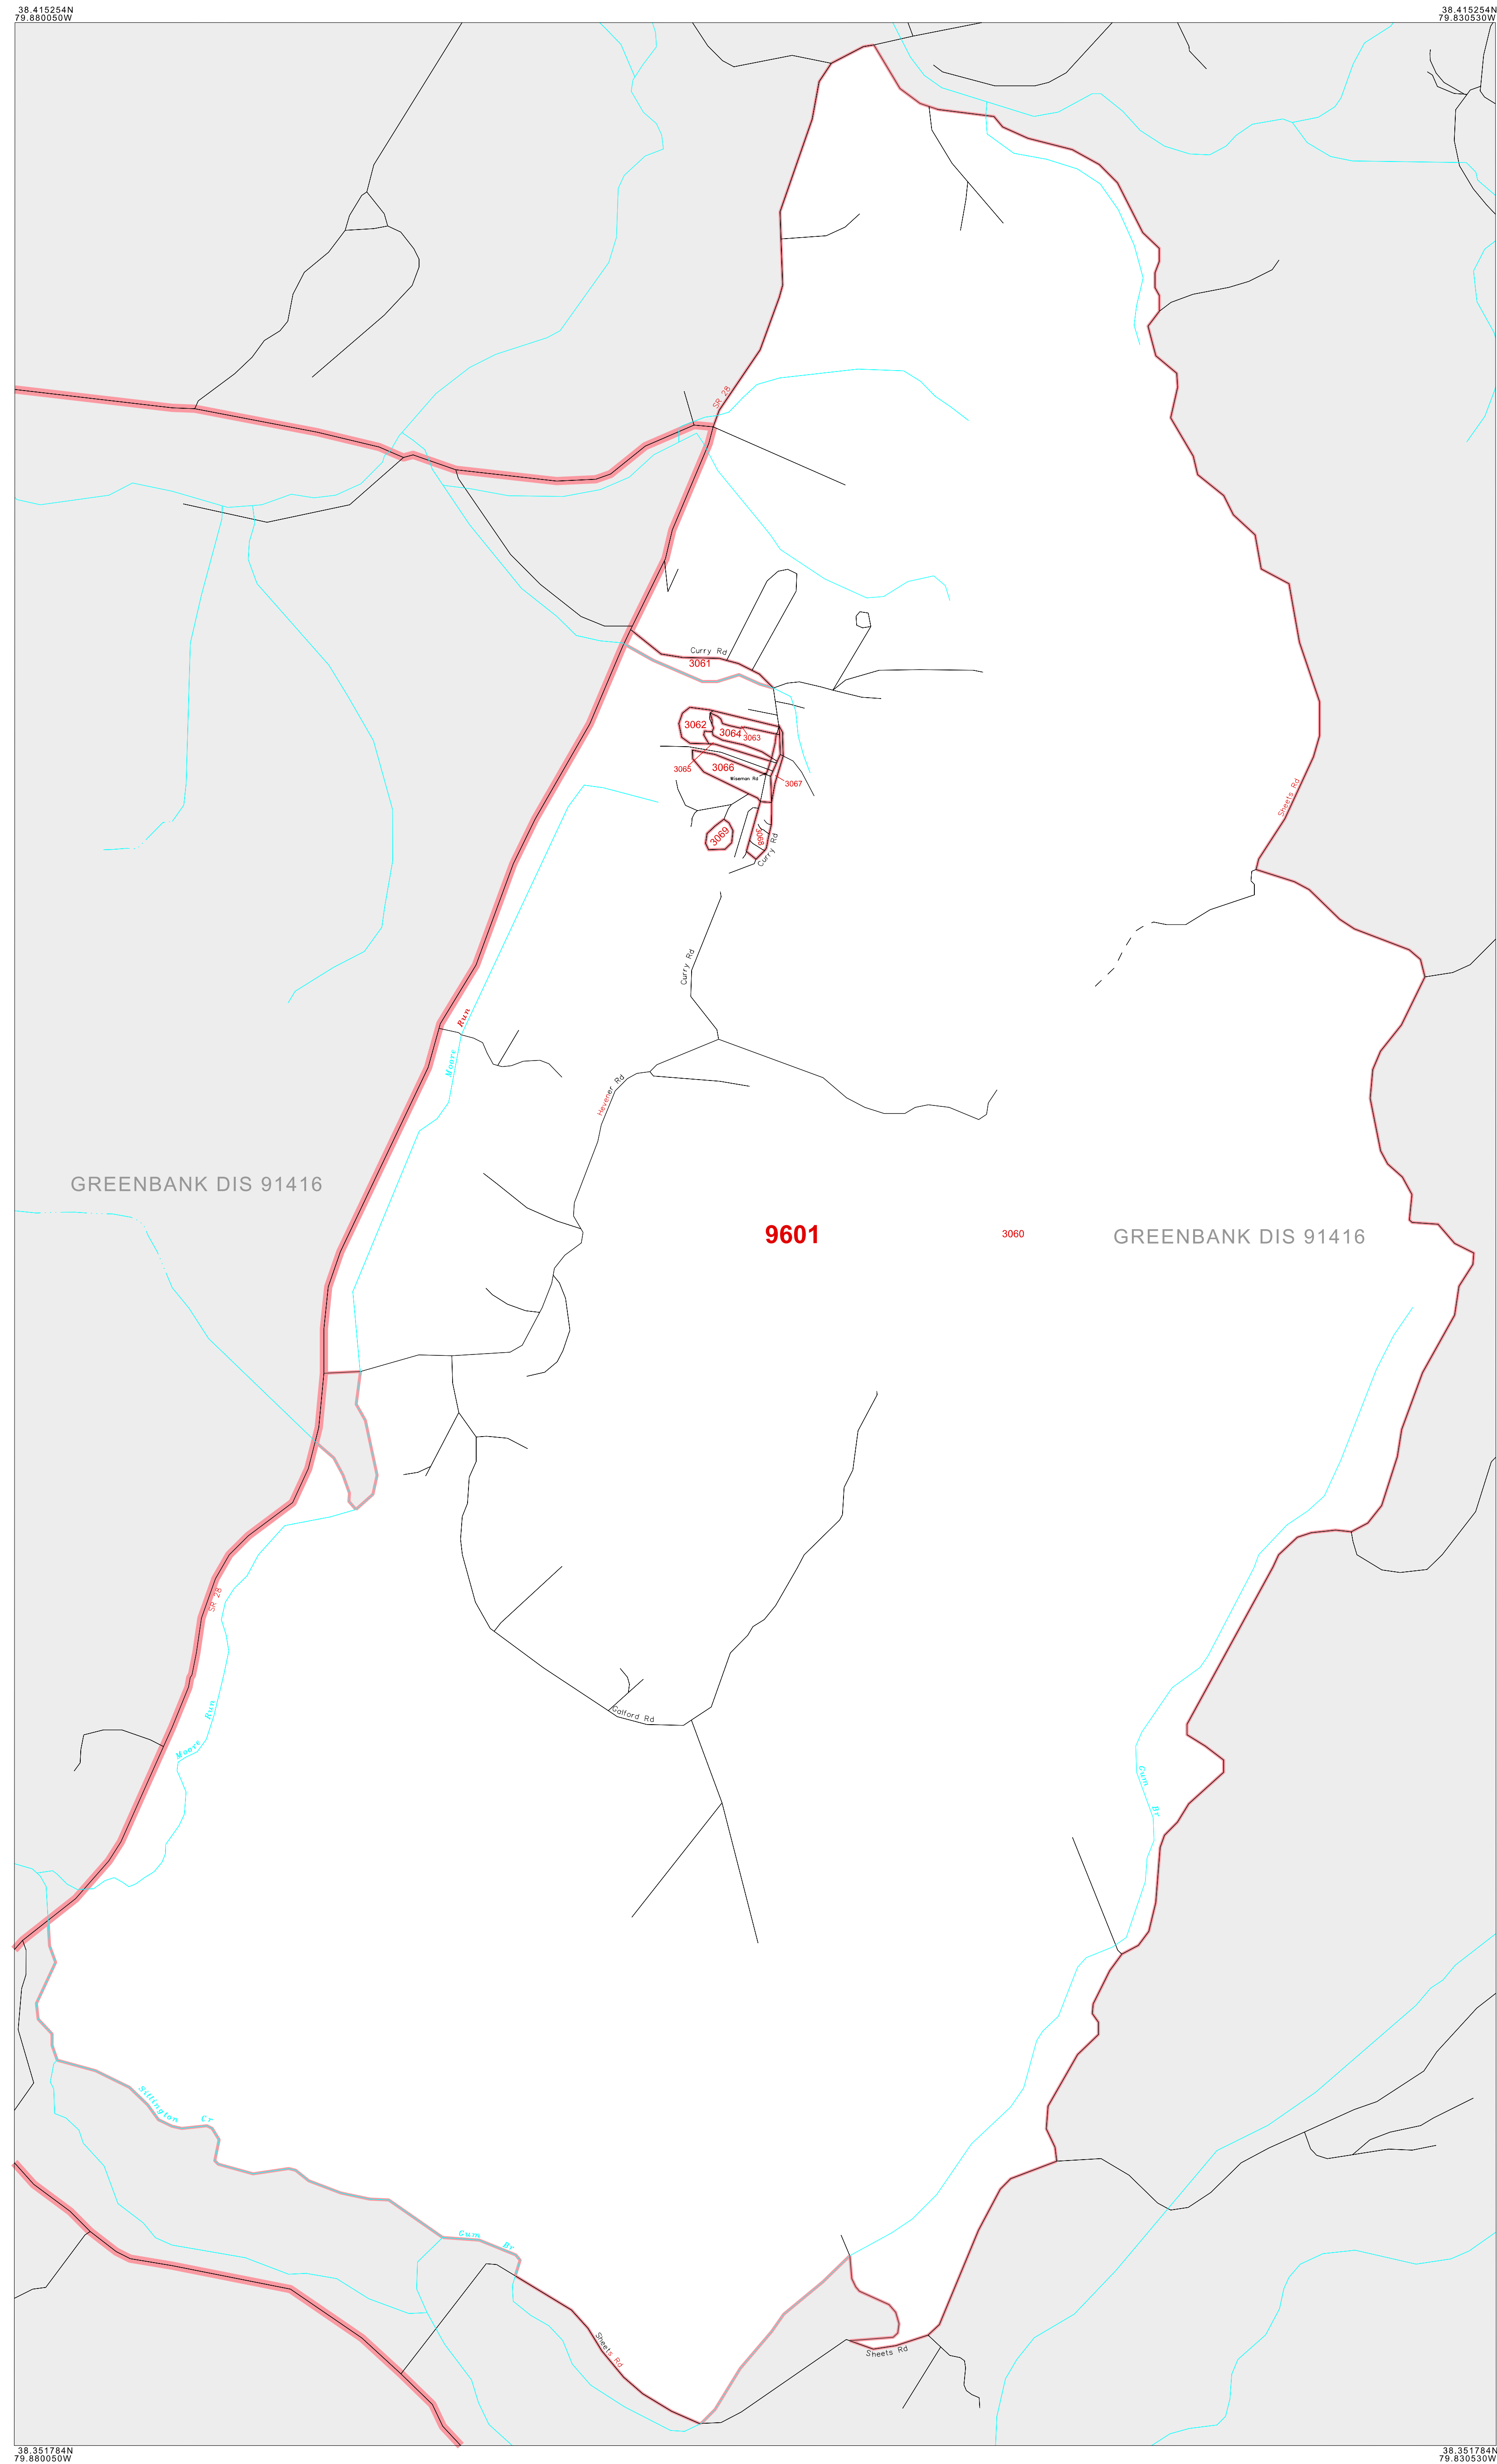 38.415254N
79.880050W
38.415254N
79.830530W
SR 28
Curry Rd
3061
3062
3064
3063
3065
3066
Wiseman Rd
3067
3069
3068
Curry Rd
Sheets Rd
Curry Rd
Moore Run
Hevener Rd
GREENBANK DIS 91416
9601
3060
GREENBANK DIS 91416
SR 28
Moore Run
Galford Rd
Gum Br
Sitlington Cr
Gum Br
Sheets Rd
Sheets Rd
38.351784N
79.880050W
38.351784N
79.830530W